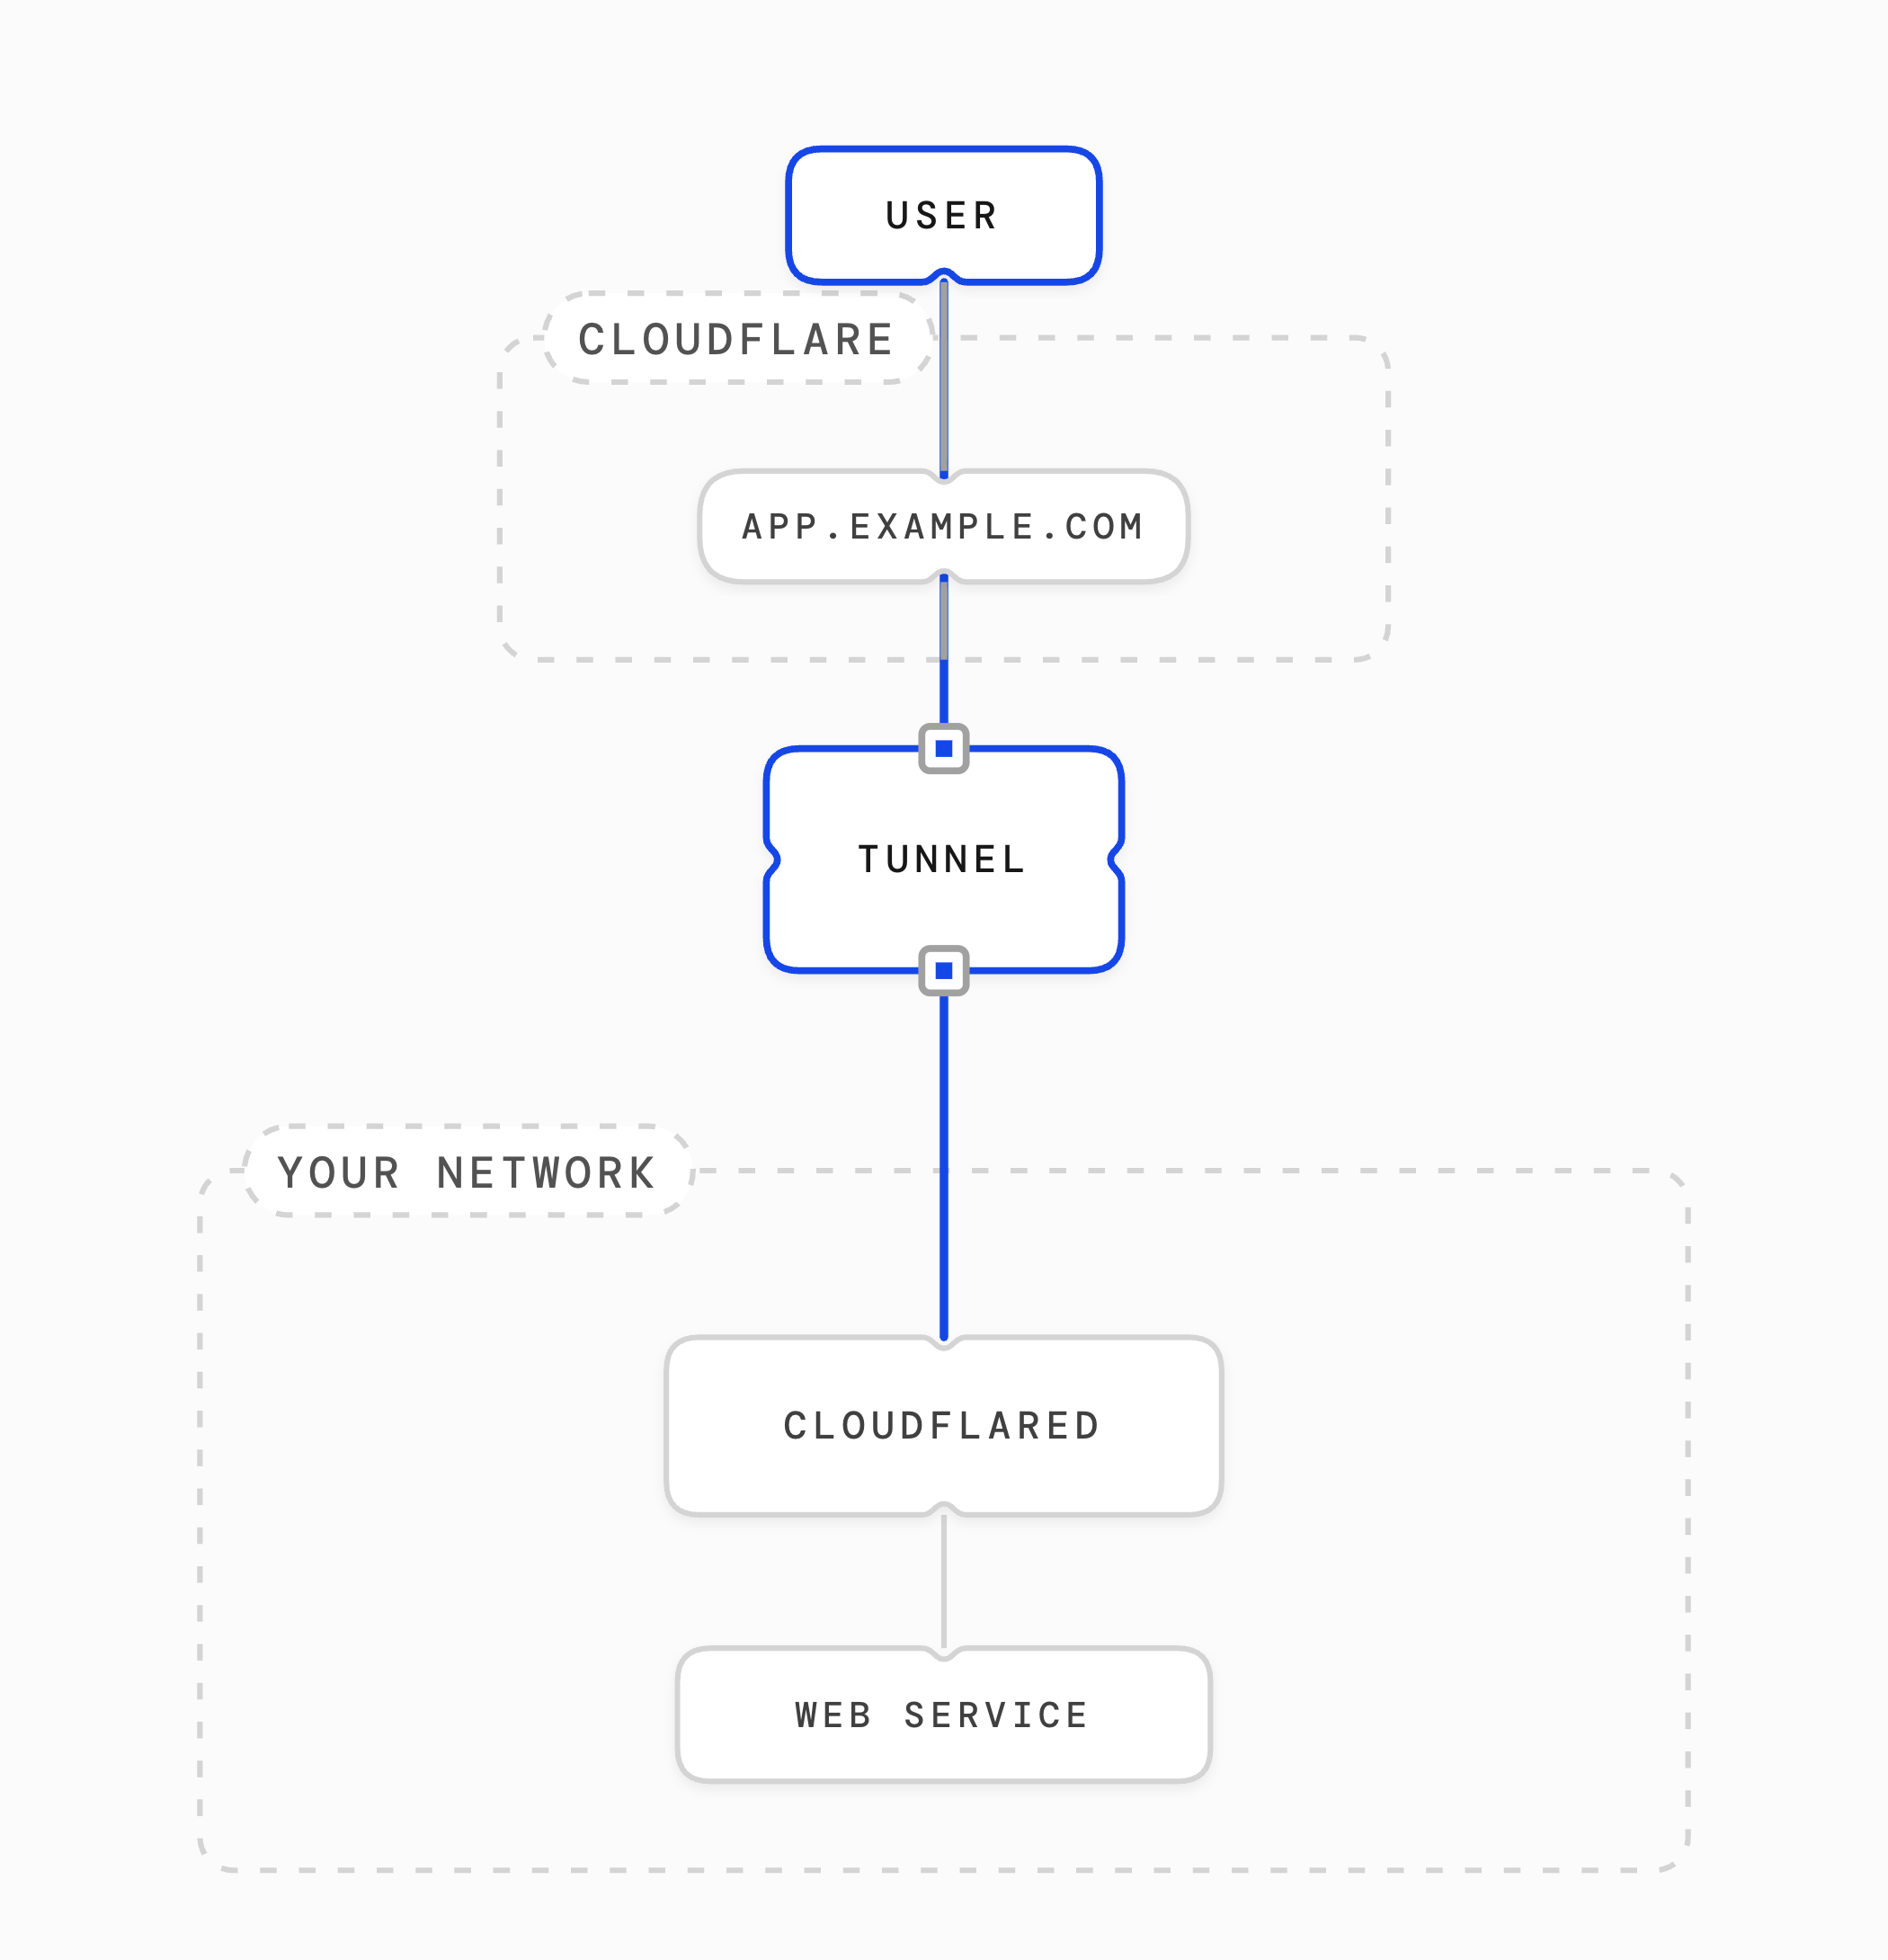 USER
CLOUDFLARE
APP.EXAMPLE.COM
TUNNEL
YOUR NETWORK
CLOUDFLARED
WEB SERVICE